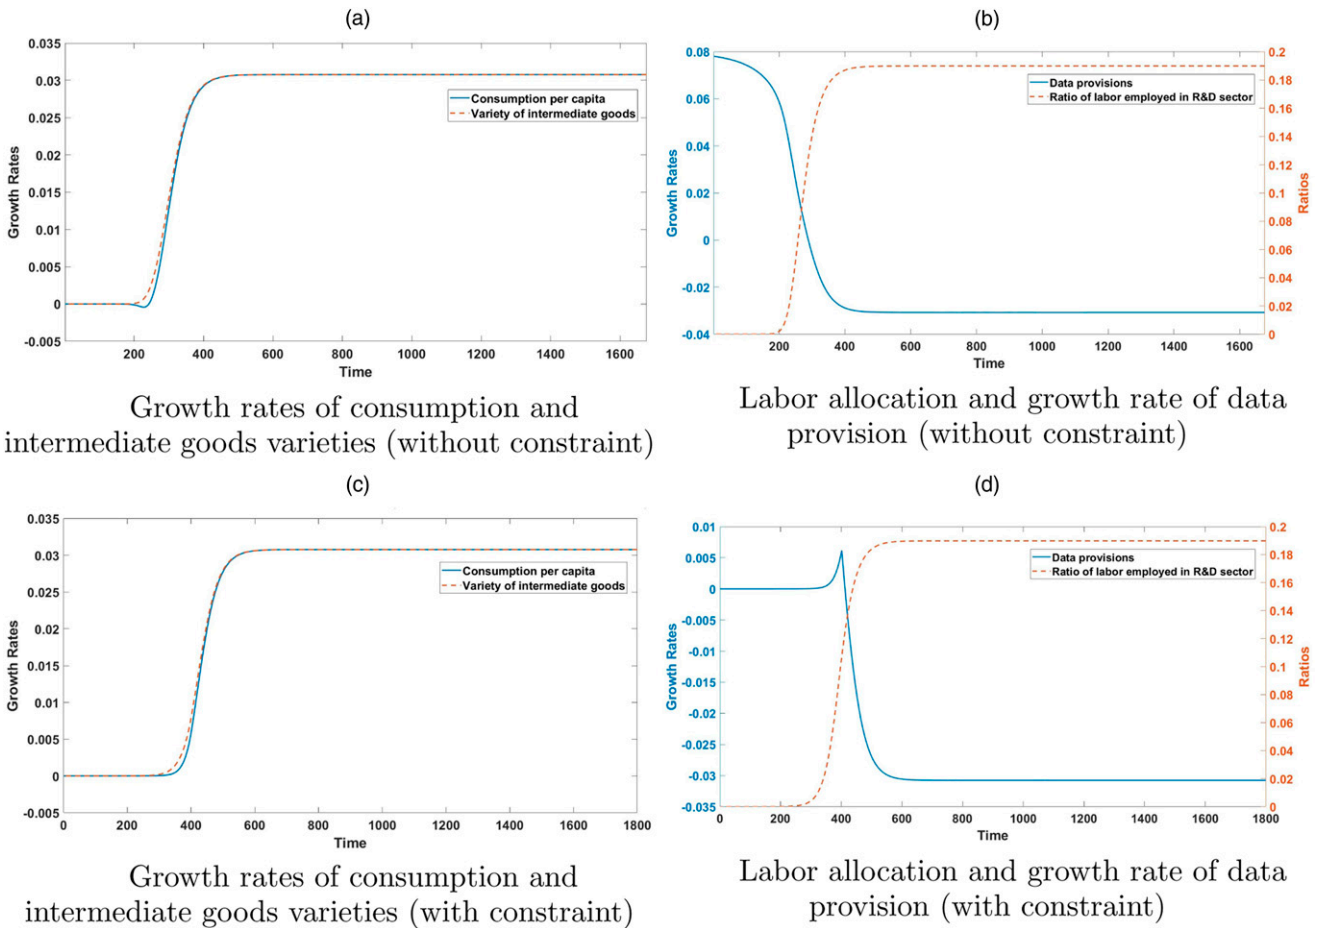 (a)
0.035
0.03
0.025
0.02
0.015
0.01
0.005
0
-0.005
Growth Rates
Consumption per capita
Variety of intermediate goods
200 400 600 800 1000 1200 1400 1600
Time
Growth rates of consumption and
intermediate goods varieties (without constraint)
(b)
0.08
0.06
0.04
0.02
0
-0.02
-0.04
Growth Rates
Data provisions
Ratio of labor employed in R&D sector
0.2
0.18
0.16
0.14
0.12
0.1
0.08
0.06
0.04
0.02
0
Ratios
200 400 600 800 1000 1200 1400 1600
Time
Labor allocation and growth rate of data
provision (without constraint)
(c)
0.035
0.03
0.025
0.02
0.015
0.01
0.005
0
-0.005
Growth Rates
Consumption per capita
Variety of intermediate goods
0 200 400 600 800 1000 1200 1400 1600 1800
Time
Growth rates of consumption and
intermediate goods varieties (with constraint)
(d)
0.01
0.005
0
-0.005
-0.01
-0.015
-0.02
-0.025
-0.03
-0.035
Growth Rates
Data provisions
Ratio of labor employed in R&D sector
0.2
0.18
0.16
0.14
0.12
0.1
0.08
0.06
0.04
0.02
0
Ratios
0 200 400 600 800 1000 1200 1400 1600 1800
Time
Labor allocation and growth rate of data
provision (with constraint)